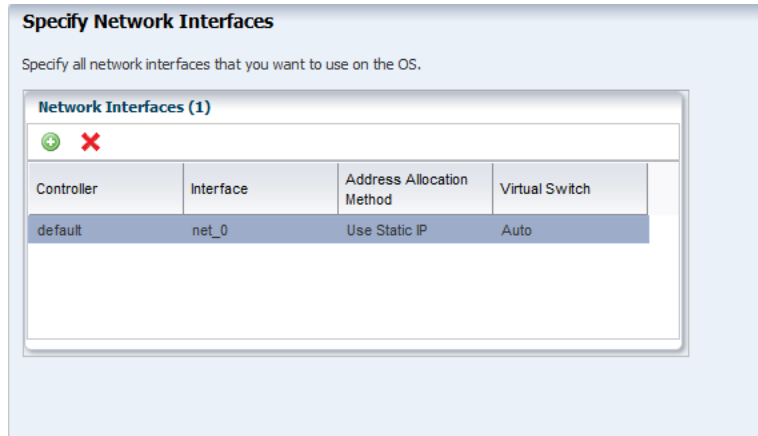 Specify Network Interfaces
Specify all network interfaces that you want to use on the OS.
Network Interfaces (1)
Controller Interface Address Allocation Method Virtual Switch
default net_0 Use Static IP Auto